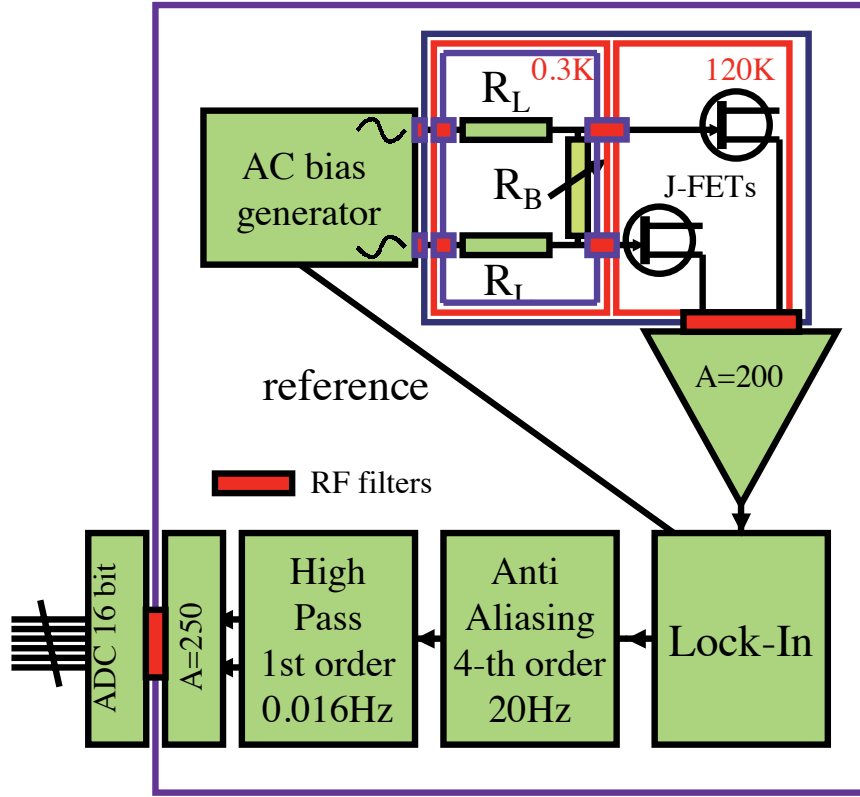 0.3K
120K
R_L
AC bias
generator
R_B
J-FETs
R_L
A=200
reference
RF filters
ADC 16 bit
A=250
High
Pass
1st order
0.016Hz
Anti
Aliasing
4-th order
20Hz
Lock-In